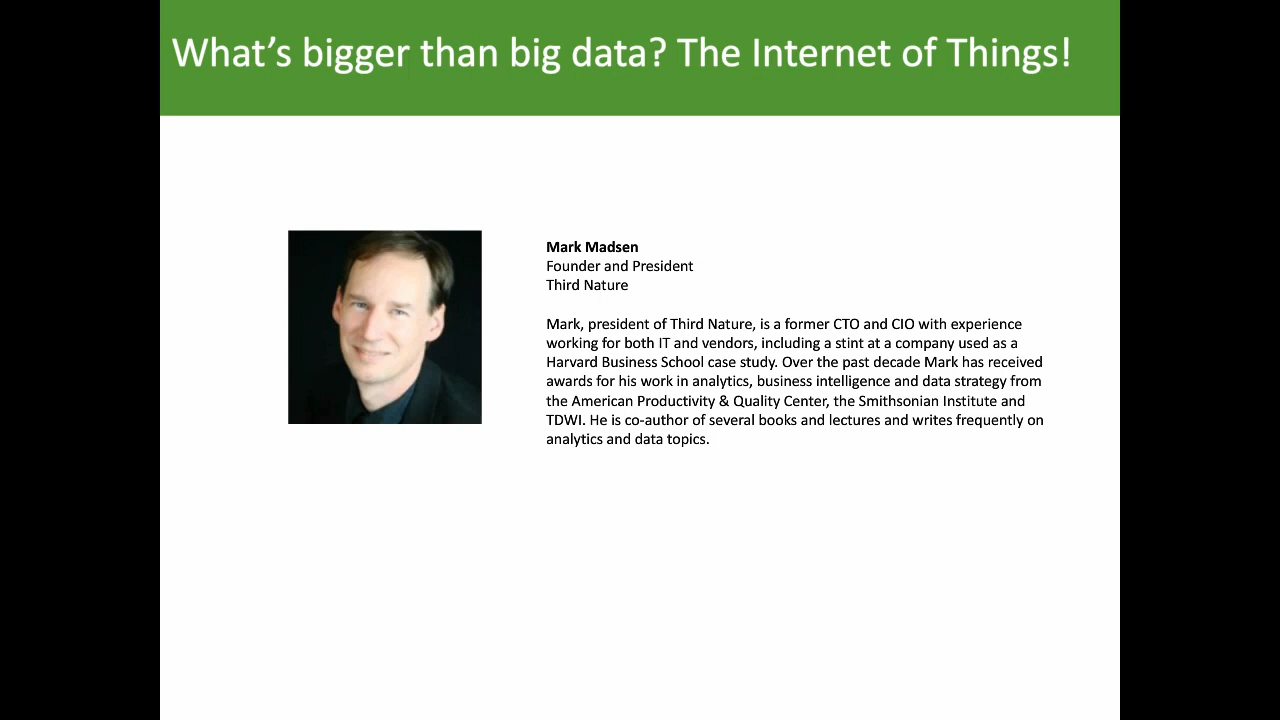 What's bigger than big data? The Internet of Things!
Mark Madsen
Founder and President
Third Nature
Mark, president of Third Nature, is a former CTO and CIO with experience
working for both IT and vendors, including a stint at a company used as a
Harvard Business School case study. Over the past decade Mark has received
awards for his work in analytics, business intelligence and data strategy from
the American Productivity & Quality Center, the Smithsonian Institute and
TDWI. He is co-author of several books and lectures and writes frequently on
analytics and data topics.